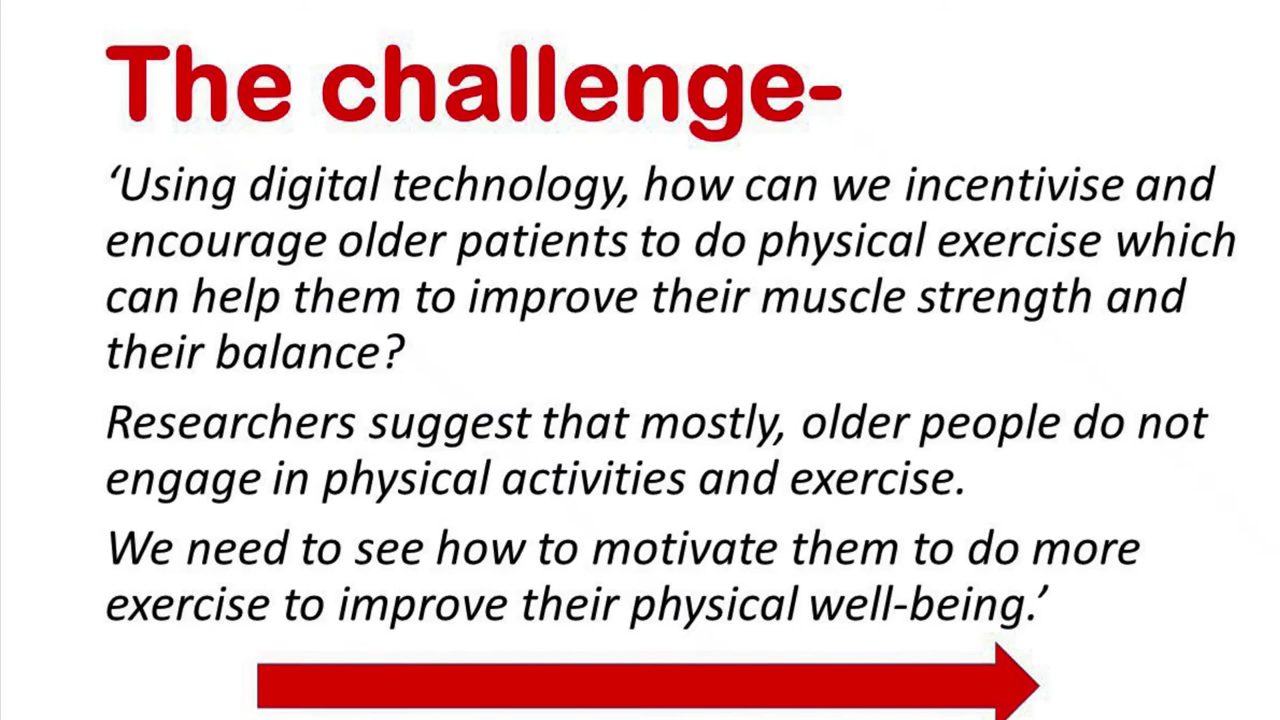 The challenge-
‘Using digital technology, how can we incentivise and
encourage older patients to do physical exercise which
can help them to improve their muscle strength and
their balance?
Researchers suggest that mostly, older people do not
engage in physical activities and exercise.
We need to see how to motivate them to do more
exercise to improve their physical well-being.’